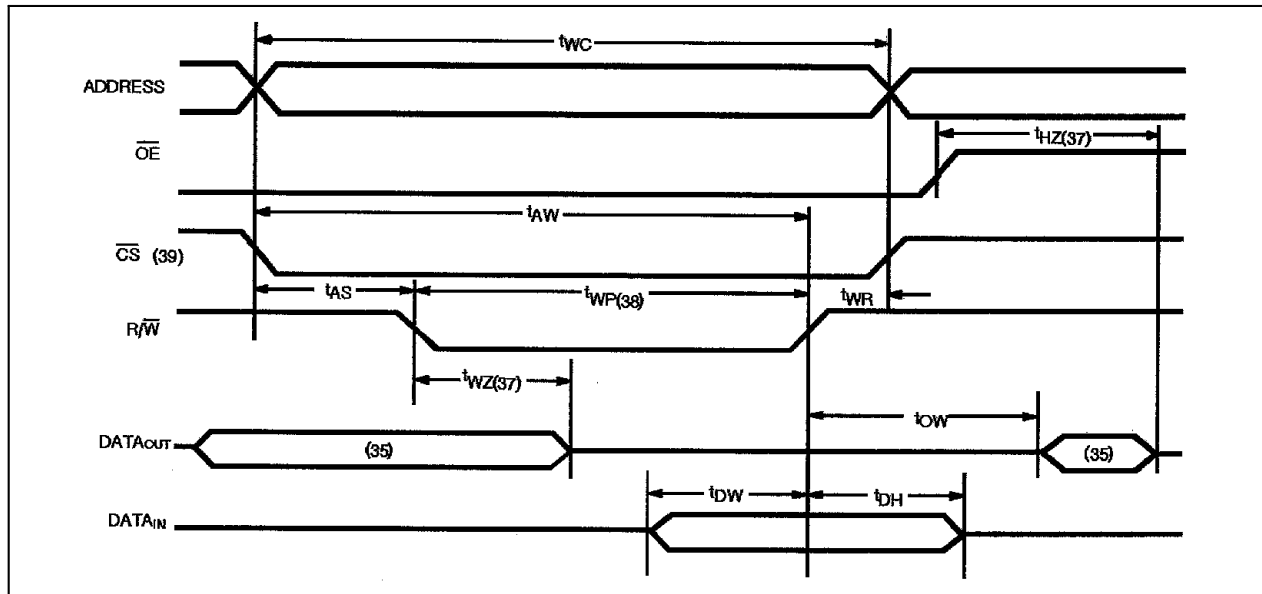 tWC
ADDRESS
tHZ(37)
OE
tAW
CS (39)
tAS
tWP(38)
tWR
R/W
tWZ(37)
tOW
DATAOUT
(35)
(35)
tDW
tDH
DATAIN